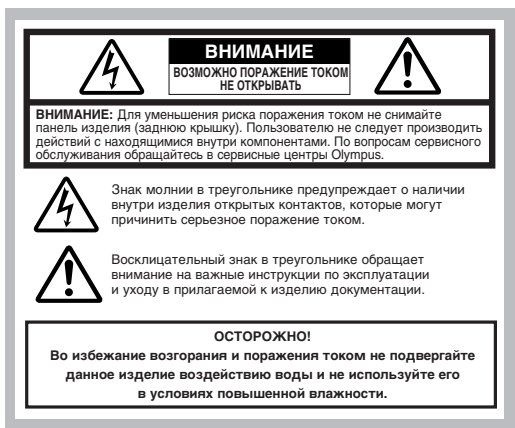 ВНИМАНИЕ
ВОЗМОЖНО ПОРАЖЕНИЕ ТОКОМ
НЕ ОТКРЫВАТЬ
ВНИМАНИЕ: Для уменьшения риска поражения током не снимайте
панель изделия (заднюю крышку). Пользователю не следует производить
действий с находящимися внутри компонентами. По вопросам сервисного
обслуживания обращайтесь в сервисные центры Olympus.
Знак молнии в треугольнике предупреждает о наличии
внутри изделия открытых контактов, которые могут
причинить серьезное поражение током.
Восклицательный знак в треугольнике обращает
внимание на важные инструкции по эксплуатации
и уходу в прилагаемой к изделию документации.
ОСТОРОЖНО!
Во избежание возгорания и поражения током не подвергайте
данное изделие воздействию воды и не используйте его
в условиях повышенной влажности.